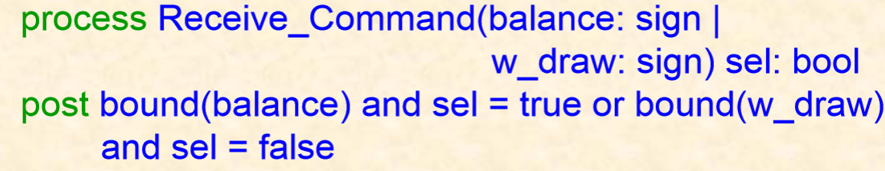 process Receive_Command(balance: sign |
w_draw: sign) sel: bool
post bound(balance) and sel = true or bound(w_draw)
and sel = false